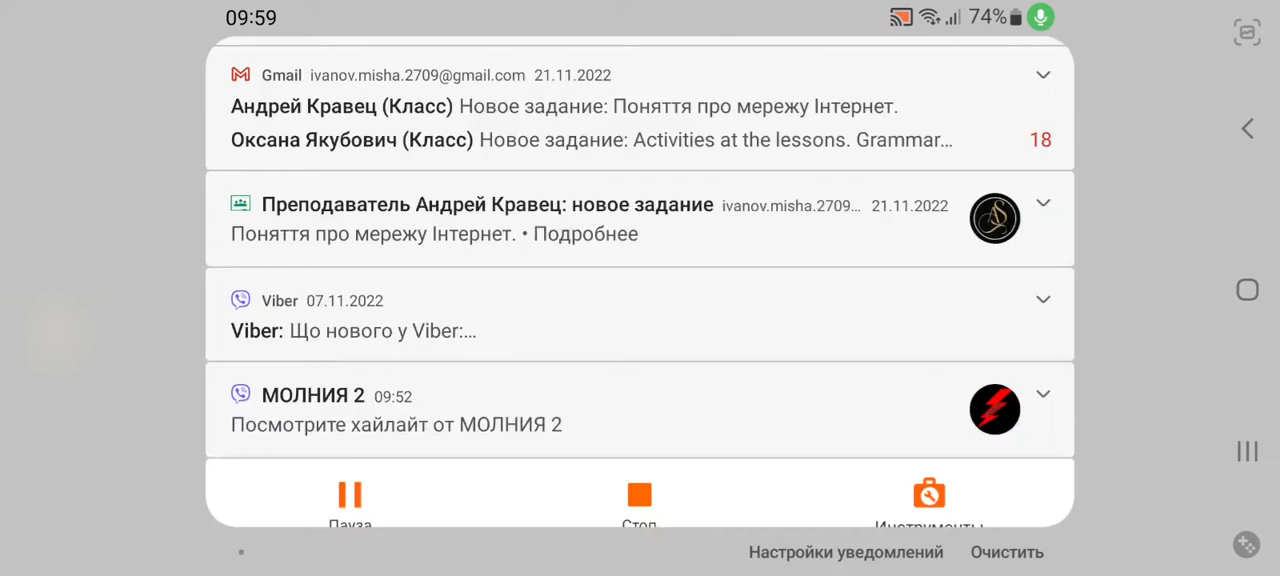 09:59
74%
Gmail ivanov.misha.2709@gmail.com 21.11.2022
Андрей Кравец (Класс) Новое задание: Поняття про мережу Інтернет.
Оксана Якубович (Класс) Новое задание: Activities at the lessons. Grammar... 18
Преподаватель Андрей Кравец: новое задание ivanov.misha.2709... 21.11.2022
Поняття про мережу Інтернет. • Подробнее
Viber 07.11.2022
Viber: Що нового у Viber:...
МОЛНИЯ 2 09:52
Посмотрите хайлайт от МОЛНИЯ 2
Пауза Стоп Инструменты
Настройки уведомлений Очистить